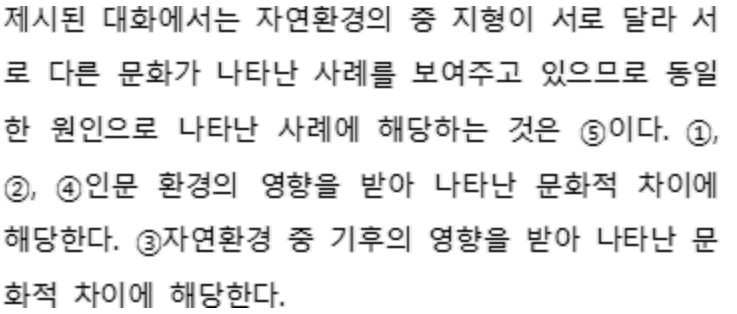 제시된 대화에서는 자연환경의 중 지형이 서로 달라 서
로 다른 문화가 나타난 사례를 보여주고 있으므로 동일
한 원인으로 나타난 사례에 해당하는 것은 ⑤이다. ①,
②, ④인문 환경의 영향을 받아 나타난 문화적 차이에
해당한다. ③자연환경 중 기후의 영향을 받아 나타난 문
화적 차이에 해당한다.